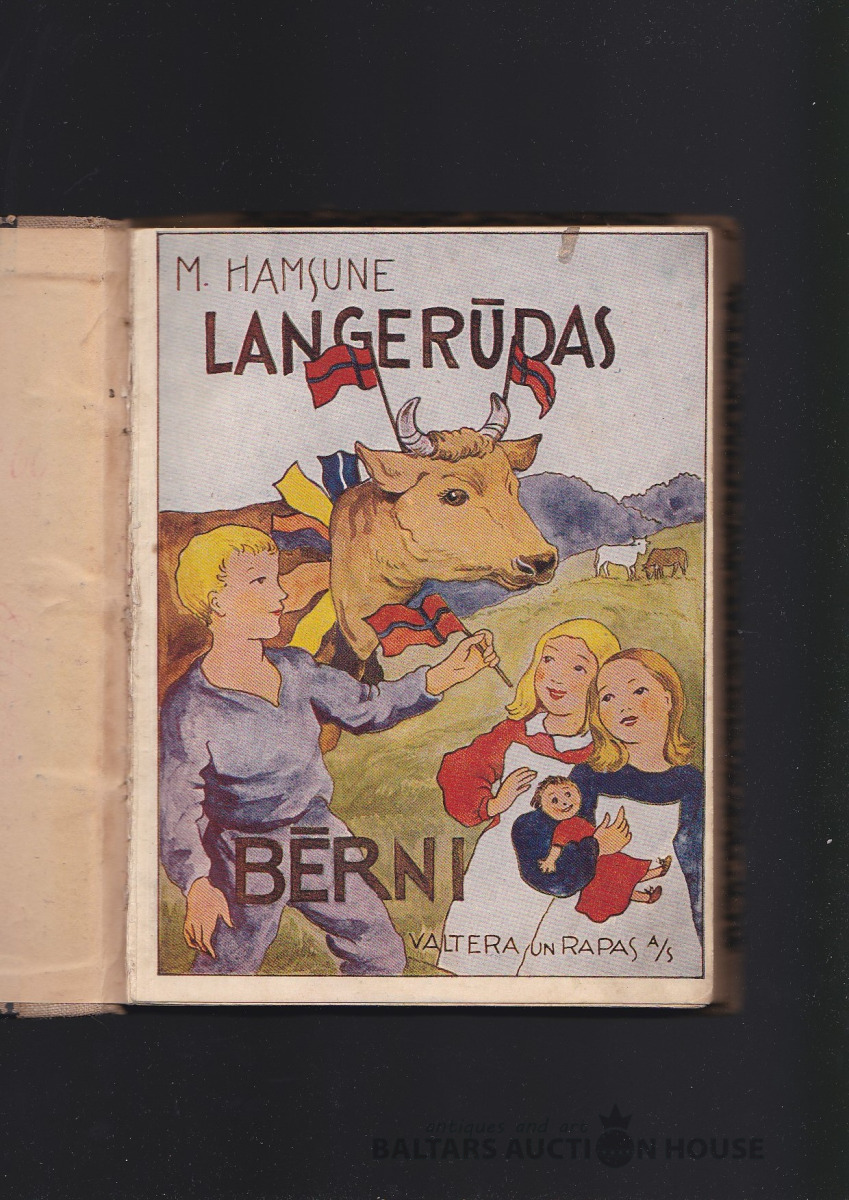 M. HAMSUNE
LANGERŪDAS
BĒRNI
VALTERA UN RAPAS A/S
antiques and art
BALTARS AUCTION HOUSE